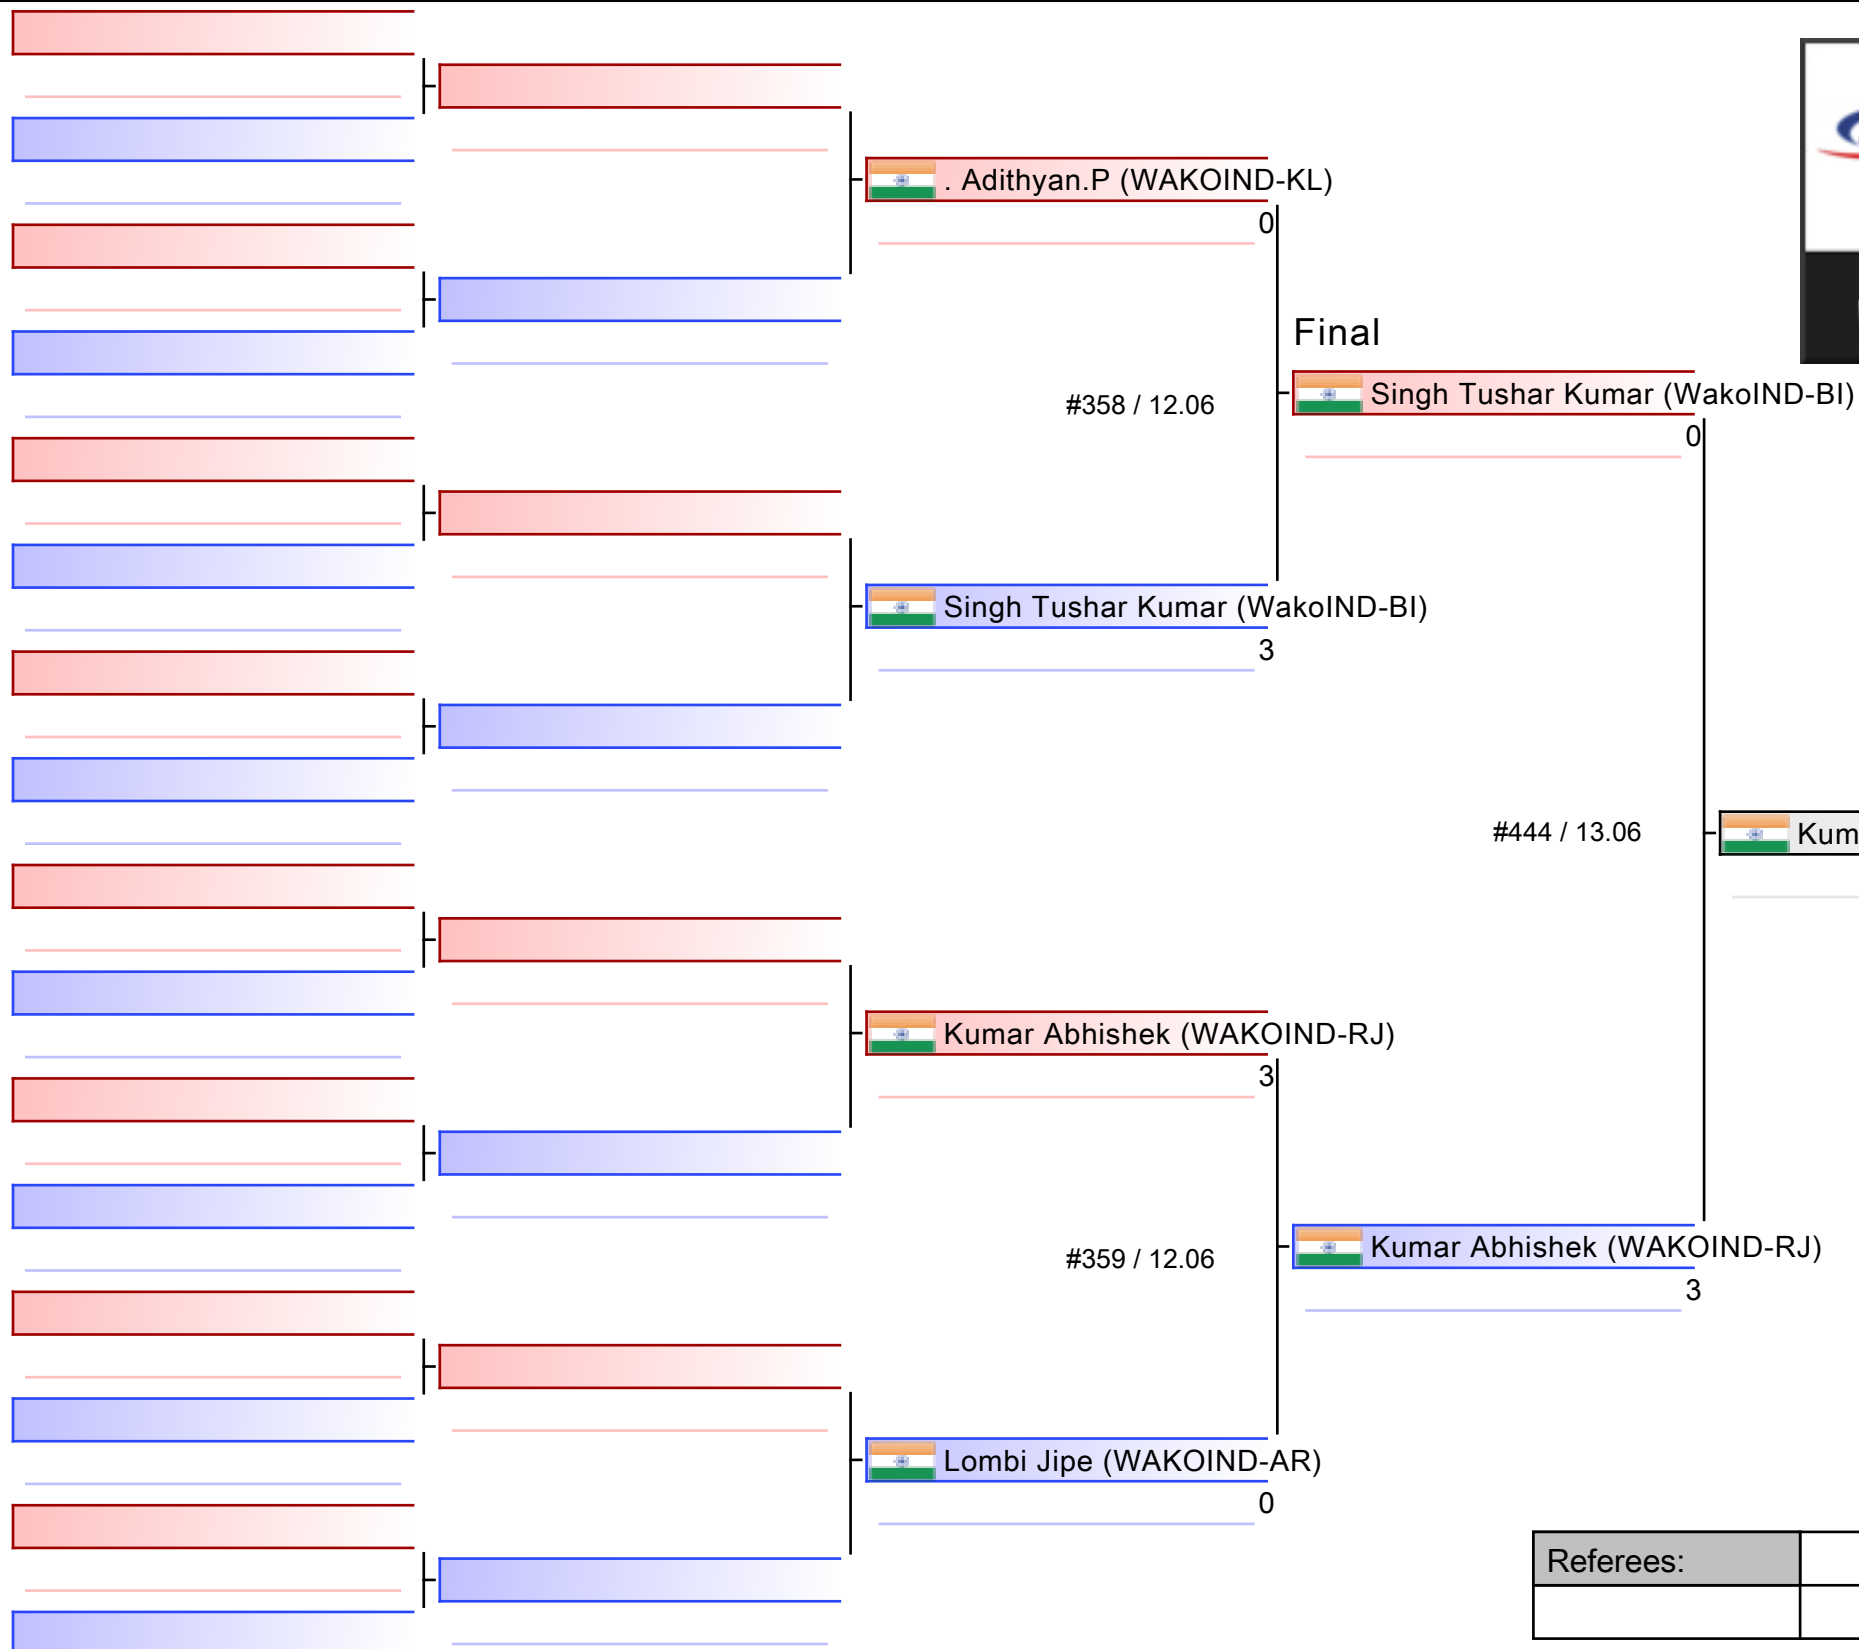 . Adithyan.P (WAKOIND-KL)
0
Final
#358 / 12.06
Singh Tushar Kumar (WakoIND-BI)
0
Singh Tushar Kumar (WakoIND-BI)
3
#444 / 13.06
Kum
Kumar Abhishek (WAKOIND-RJ)
3
#359 / 12.06
Kumar Abhishek (WAKOIND-RJ)
3
Lombi Jipe (WAKOIND-AR)
0
Referees: